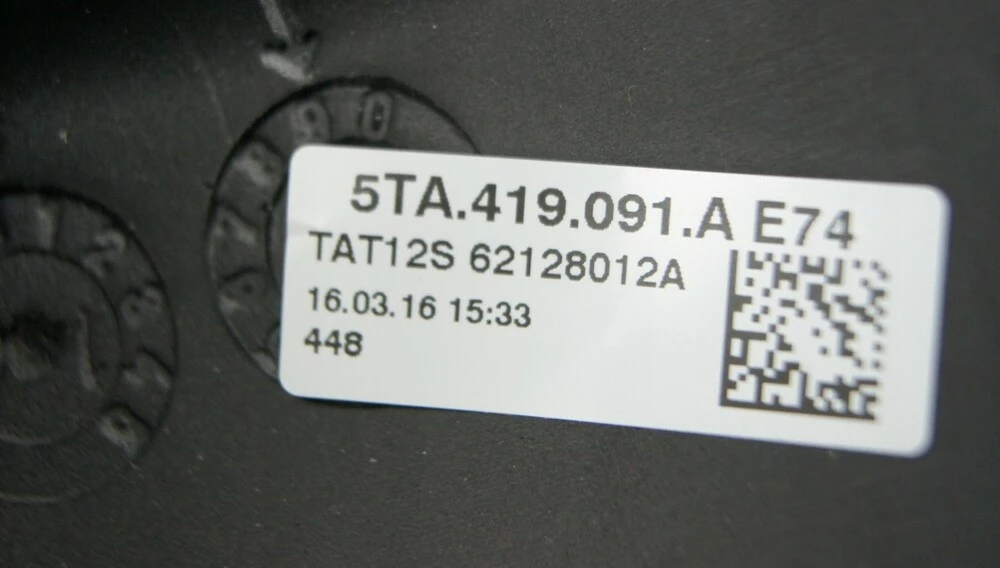 5TA.419.091.A E74
TAT12S 62128012A
16.03.16 15:33
448